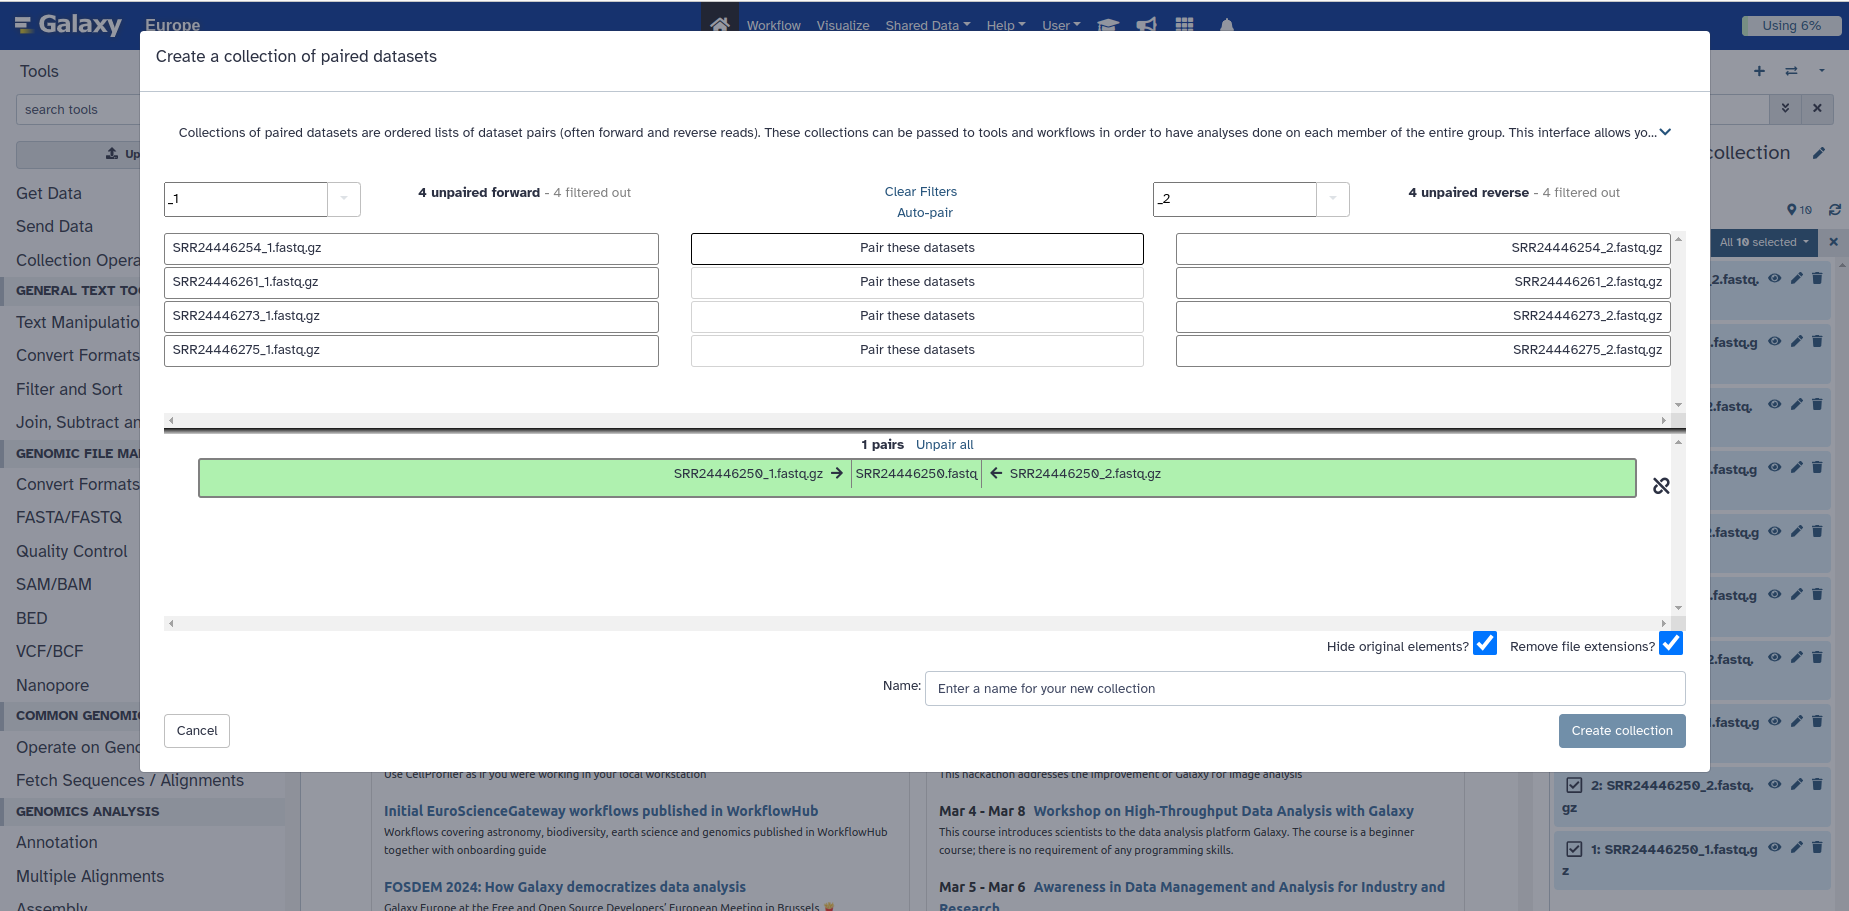 Galaxy Europe
Workflow Visualize Shared Data Help User
Using 6%
Create a collection of paired datasets
Tools
search tools
Up
collection
Collections of paired datasets are ordered lists of dataset pairs (often forward and reverse reads). These collections can be passed to tools and workflows in order to have analyses done on each member of the entire group. This interface allows yo...
_1
4 unpaired forward - 4 filtered out
Clear Filters
Auto-pair
_2
4 unpaired reverse - 4 filtered out
10
All 10 selected
SRR24446254_1.fastq.gz Pair these datasets SRR24446254_2.fastq.gz
SRR24446261_1.fastq.gz Pair these datasets SRR24446261_2.fastq.gz
SRR24446273_1.fastq.gz Pair these datasets SRR24446273_2.fastq.gz
SRR24446275_1.fastq.gz Pair these datasets SRR24446275_2.fastq.gz
1 pairs Unpair all
SRR24446250_1.fastq.gz → SRR24446250.fastq ← SRR24446250_2.fastq.gz
Hide original elements? Remove file extensions?
Name: Enter a name for your new collection
Cancel
Create collection
Get Data
Send Data
Collection Opera
GENERAL TEXT TO
Text Manipulatio
Convert Formats
Filter and Sort
Join, Subtract an
GENOMIC FILE MA
Convert Formats
FASTA/FASTQ
Quality Control
SAM/BAM
BED
VCF/BCF
Nanopore
COMMON GENOMI
Operate on Geno
Fetch Sequences / Alignments
GENOMICS ANALYSIS
Annotation
Multiple Alignments
Assembly
Use CellProfiler as if you were working in your local workstation
Initial EuroScienceGateway workflows published in WorkflowHub
Workflows covering astronomy, biodiversity, earth science and genomics published in WorkflowHub
together with onboarding guide
FOSDEM 2024: How Galaxy democratizes data analysis
Galaxy Europe at the Free and Open Source Developers' European Meeting in Brussels
This hackathon addresses the improvement of Galaxy for image analysis
Mar 4 - Mar 8 Workshop on High-Throughput Data Analysis with Galaxy
This course introduces scientists to the data analysis platform Galaxy. The course is a beginner
course; there is no requirement of any programming skills.
Mar 5 - Mar 6 Awareness in Data Management and Analysis for Industry and
Research
_2.fastq.
.fastq.g
2.fastq.
.fastq.g
.fastq.g
.fastq.g
2.fastq.
.fastq.g
2: SRR24446250_2.fastq.
gz
1: SRR24446250_1.fastq.g
z